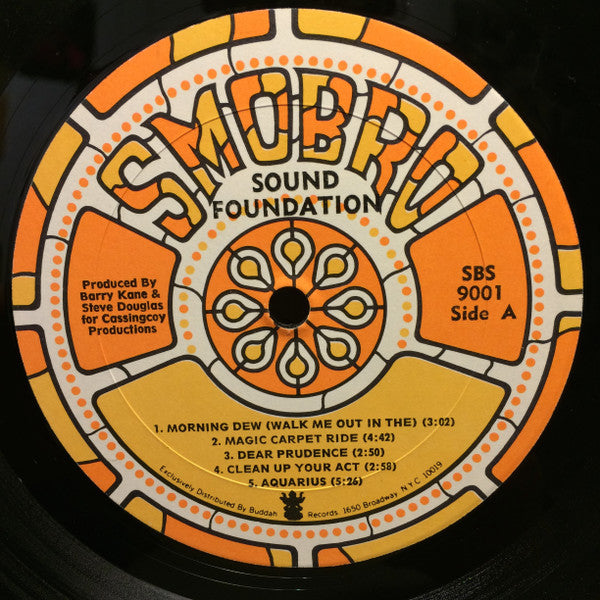 SMOBRO
SOUND
FOUNDATION
Produced By
Barry Kane &
Steve Douglas
for Cassingcoy
Productions
SBS
9001
Side A
1. MORNING DEW (WALK ME OUT IN THE) (3:02)
2. MAGIC CARPET RIDE (4:42)
3. DEAR PRUDENCE (2:50)
4. CLEAN UP YOUR ACT (2:58)
5. AQUARIUS (5:26)
Exclusively Distributed By Buddah Records. 1650 Broadway, N.Y.C. 10019